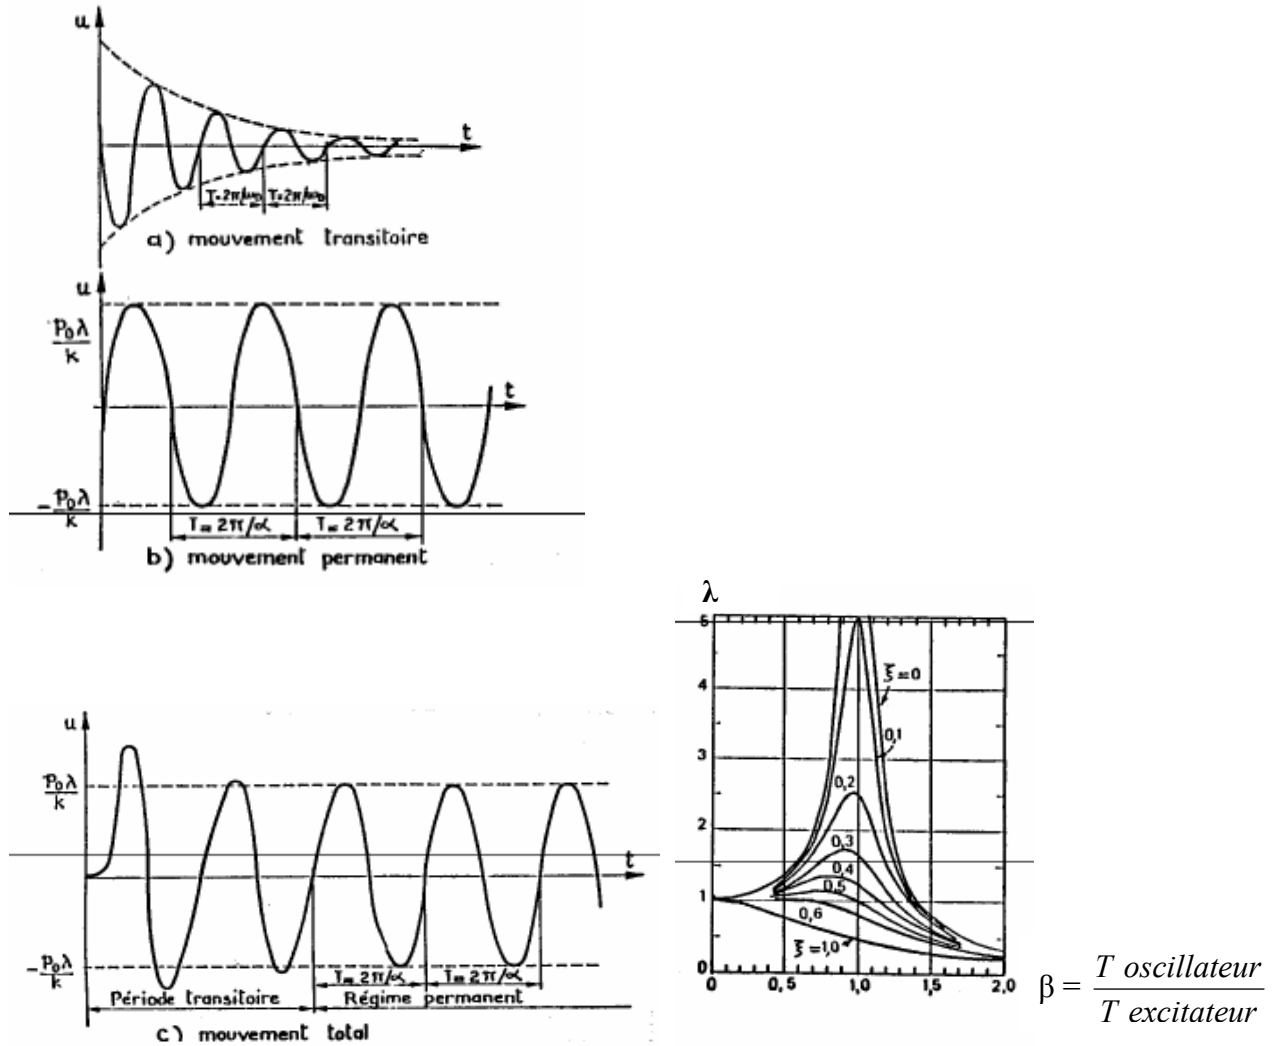 u
t
T=2π/ω_D T=2π/ω_D
a) mouvement transitoire
u
p₀λ/k
t
-p₀λ/k
T= 2π/α T= 2π/α
b) mouvement permanent
u
p₀λ/k
t
-p₀λ/k
T= 2π/α T= 2π/α
Période transitoire Régime permanent
c) mouvement total
λ
5
ξ=0
4
0,1
3
0,2
2
0,3
0,4
0,5
1
0,6
ξ=1,0
0
0 0,5 1,0 1,5 2,0
β = T oscillateur / T excitateur